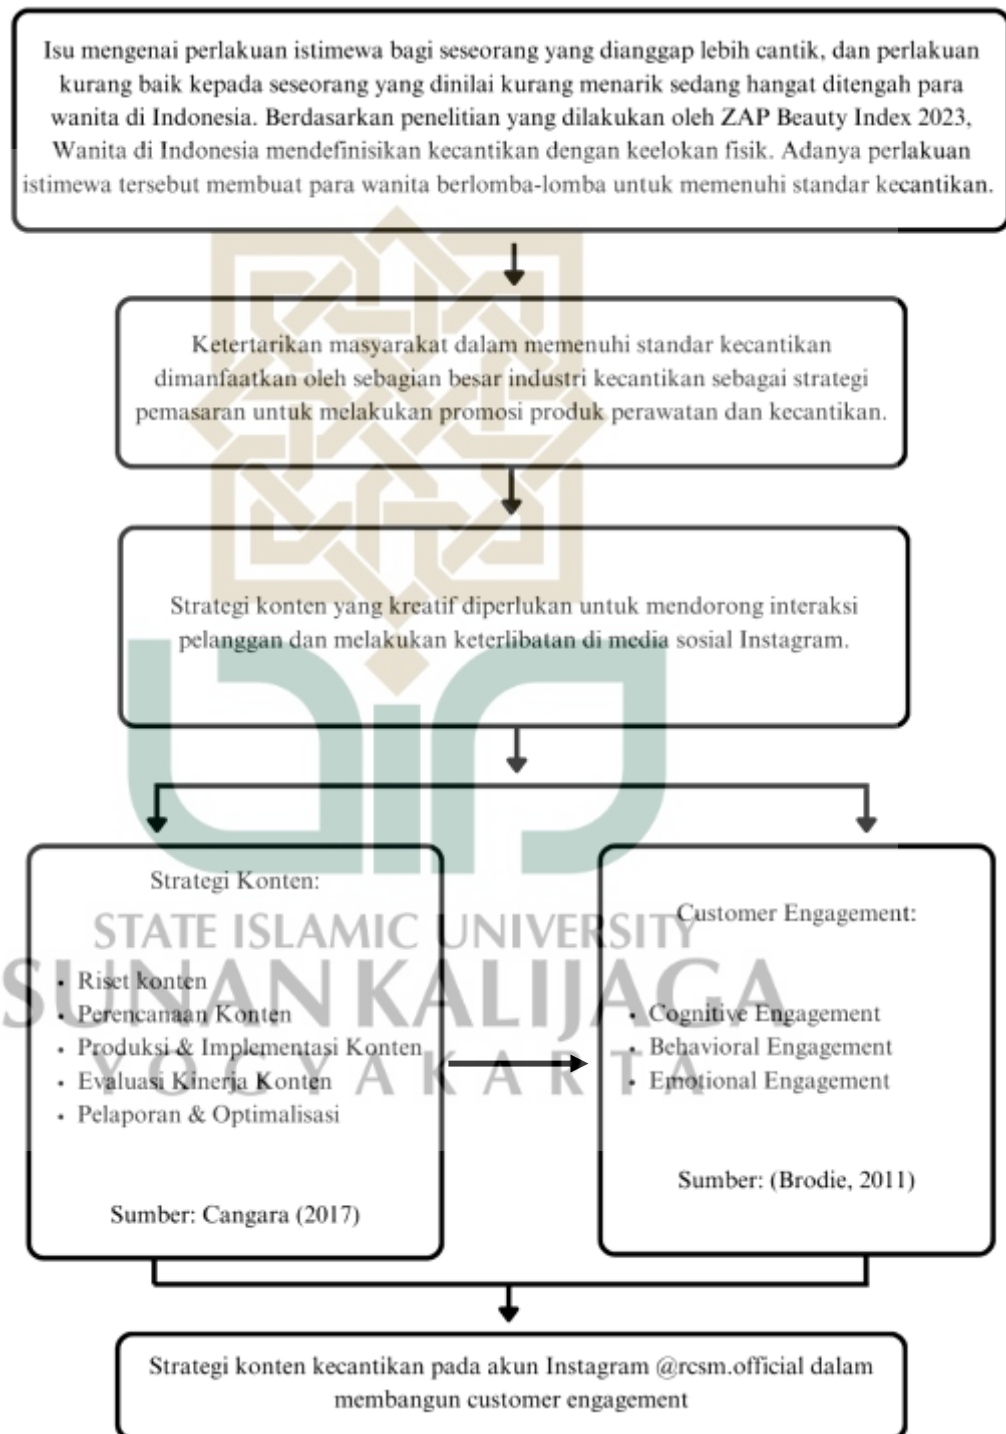 Isu mengenai perlakuan istimewa bagi seseorang yang dianggap lebih cantik, dan perlakuan
kurang baik kepada seseorang yang dinilai kurang menarik sedang hangat ditengah para
wanita di Indonesia. Berdasarkan penelitian yang dilakukan oleh ZAP Beauty Index 2023,
Wanita di Indonesia mendefinisikan kecantikan dengan keelokan fisik. Adanya perlakuan
istimewa tersebut membuat para wanita berlomba-lomba untuk memenuhi standar kecantikan.
Ketertarikan masyarakat dalam memenuhi standar kecantikan
dimanfaatkan oleh sebagian besar industri kecantikan sebagai strategi
pemasaran untuk melakukan promosi produk perawatan dan kecantikan.
Strategi konten yang kreatif diperlukan untuk mendorong interaksi
pelanggan dan melakukan keterlibatan di media sosial Instagram.
Strategi Konten:
• Riset konten
• Perencanaan Konten
• Produksi & Implementasi Konten
• Evaluasi Kinerja Konten
• Pelaporan & Optimalisasi
Sumber: Cangara (2017)
Customer Engagement:
• Cognitive Engagement
• Behavioral Engagement
• Emotional Engagement
Sumber: (Brodie, 2011)
STATE ISLAMIC UNIVERSITY
SUNAN KALIJAGA
YOGYAKARTA
Strategi konten kecantikan pada akun Instagram @rcsm.official dalam
membangun customer engagement